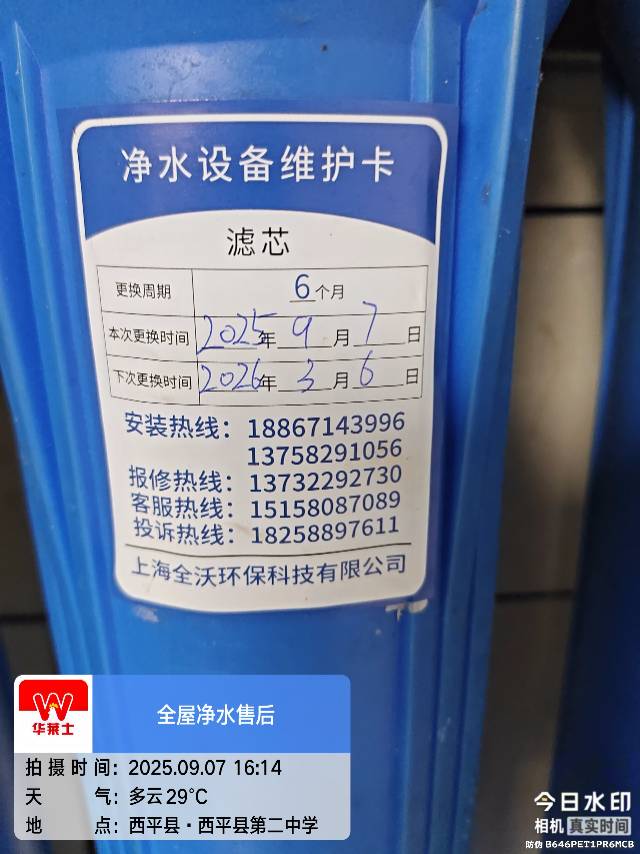 净水设备维护卡
滤芯
更换周期 6个月
本次更换时间 2025年9月7日
下次更换时间 2026年3月6日
安装热线：18867143996
13758291056
报修热线：13732292730
客服热线：15158087089
投诉热线：18258897611
上海全沃环保科技有限公司
华莱士
全屋净水售后
拍摄时间：2025.09.07 16:14
天气：多云29℃
地点：西平县·西平县第二中学
今日水印
相机 真实时间
防伪 B646PET1PR6MCB